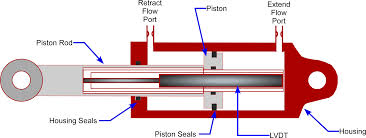 Retract
Flow
Port
Piston
Extend
Flow
Port
Piston Rod
Housing Seals
Piston Seals
LVDT
Housing